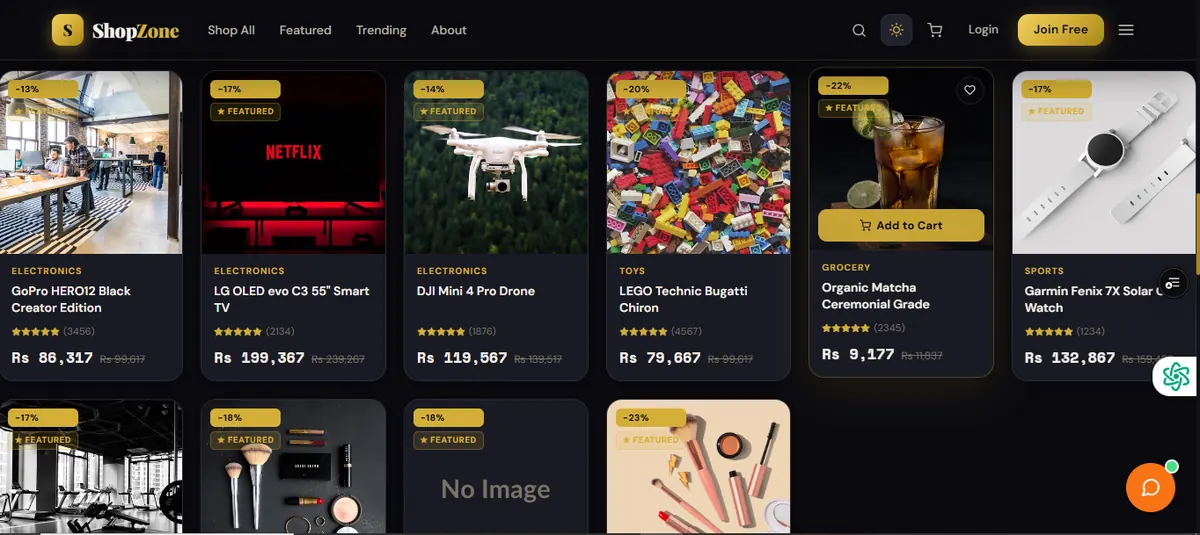 S ShopZone Shop All Featured Trending About Login Join Free
-13%
FEATURED
ELECTRONICS
GoPro HERO12 Black
Creator Edition
★★★★★ (3456)
Rs 86,317 Rs 99,617
-17%
★ FEATURED
NETFLIX
ELECTRONICS
LG OLED evo C3 55" Smart
TV
★★★★★ (2134)
Rs 199,367 Rs 239,267
-14%
★ FEATURED
ELECTRONICS
DJI Mini 4 Pro Drone
★★★★★ (1876)
Rs 119,567 Rs 139,517
-20%
★ FEATURED
TOYS
LEGO Technic Bugatti
Chiron
★★★★★ (4567)
Rs 79,667 Rs 99,617
-22%
★ FEATURED
Add to Cart
GROCERY
Organic Matcha
Ceremonial Grade
★★★★★ (2345)
Rs 9,177 Rs 11,837
-17%
★ FEATURED
SPORTS
Garmin Fenix 7X Solar
Watch
★★★★★ (1234)
Rs 132,867 Rs 159,4
-17%
★ FEATURED
-18%
★ FEATURED
-18%
★ FEATURED
No Image
-23%
★ FEATURED